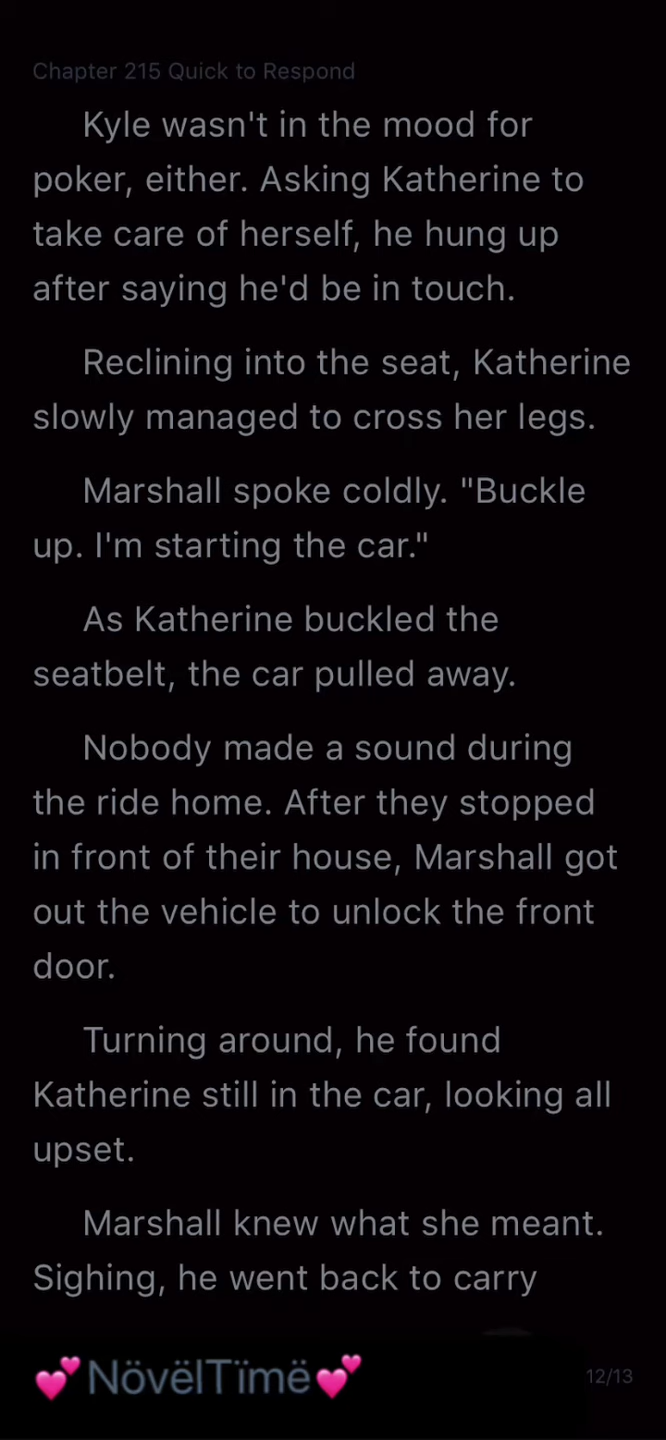 Chapter 215 Quick to Respond
Kyle wasn't in the mood for
poker, either. Asking Katherine to
take care of herself, he hung up
after saying he'd be in touch.
Reclining into the seat, Katherine
slowly managed to cross her legs.
Marshall spoke coldly. "Buckle
up. I'm starting the car."
As Katherine buckled the
seatbelt, the car pulled away.
Nobody made a sound during
the ride home. After they stopped
in front of their house, Marshall got
out the vehicle to unlock the front
door.
Turning around, he found
Katherine still in the car, looking all
upset.
Marshall knew what she meant.
Sighing, he went back to carry
💕NövëlTïmë💕
12/13